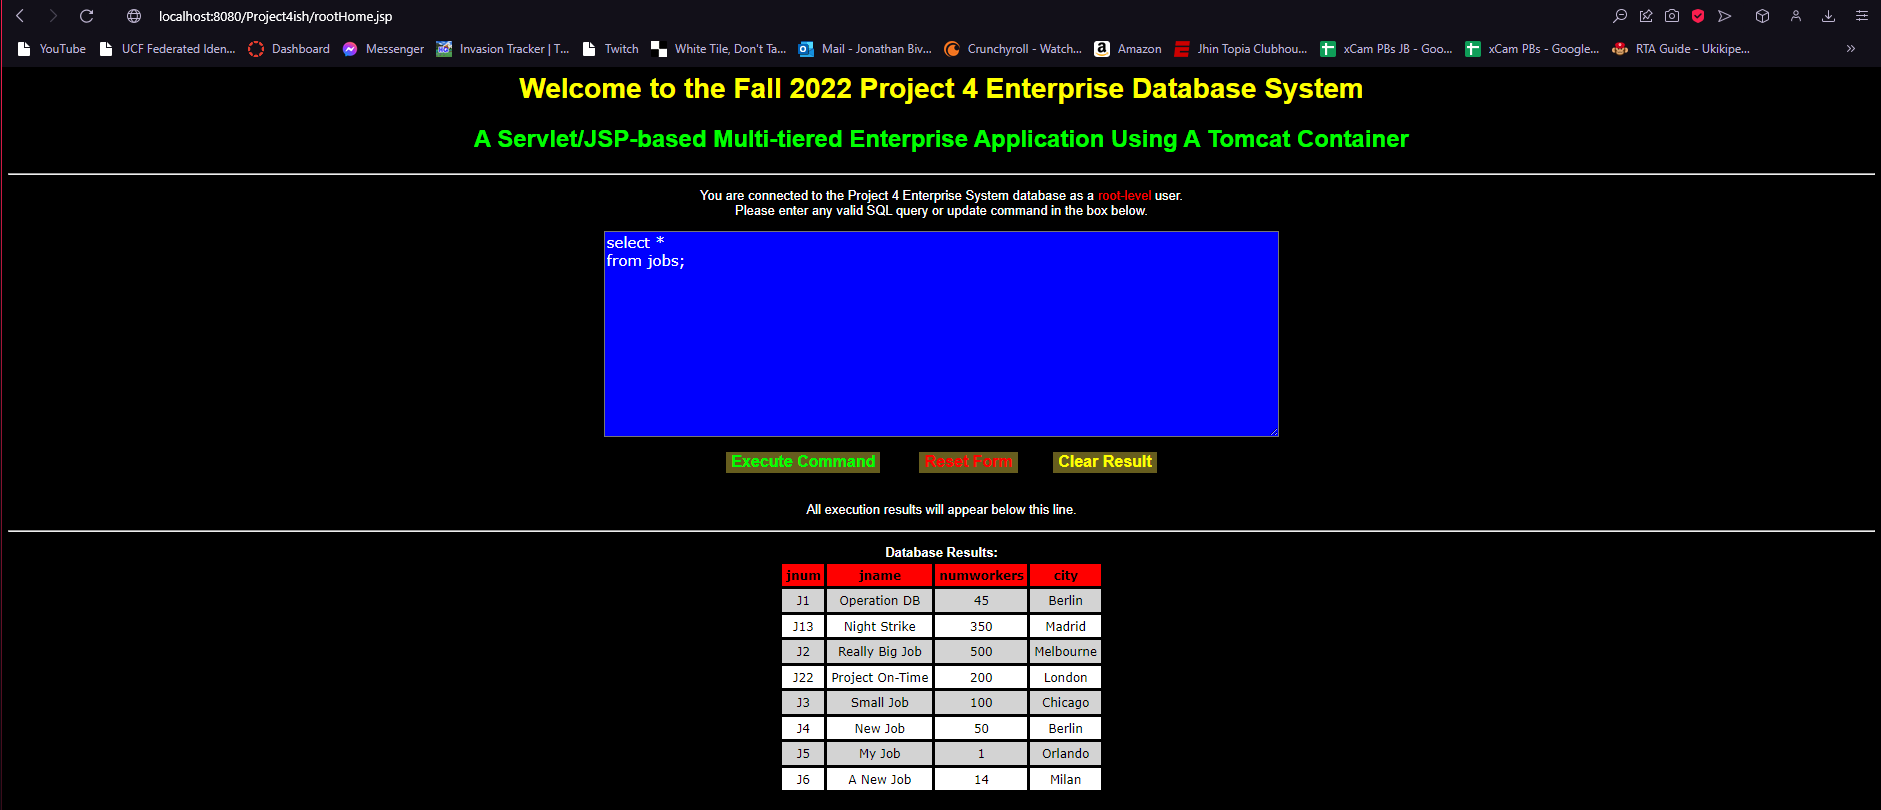 localhost:8080/Project4ish/rootHome.jsp
YouTube UCF Federated Iden... Dashboard Messenger Invasion Tracker | T... Twitch White Tile, Don't Ta... Mail - Jonathan Biv... Crunchyroll - Watch... Amazon Jhin Topia Clubhou... xCam PBs JB - Goo... xCam PBs - Google... RTA Guide - Ukikipe... »
Welcome to the Fall 2022 Project 4 Enterprise Database System
A Servlet/JSP-based Multi-tiered Enterprise Application Using A Tomcat Container
You are connected to the Project 4 Enterprise System database as a root-level user.
Please enter any valid SQL query or update command in the box below.
select *
from jobs;
Execute Command Reset Form Clear Result
All execution results will appear below this line.
Database Results:
jnum jname numworkers city
J1 Operation DB 45 Berlin
J13 Night Strike 350 Madrid
J2 Really Big Job 500 Melbourne
J22 Project On-Time 200 London
J3 Small Job 100 Chicago
J4 New Job 50 Berlin
J5 My Job 1 Orlando
J6 A New Job 14 Milan